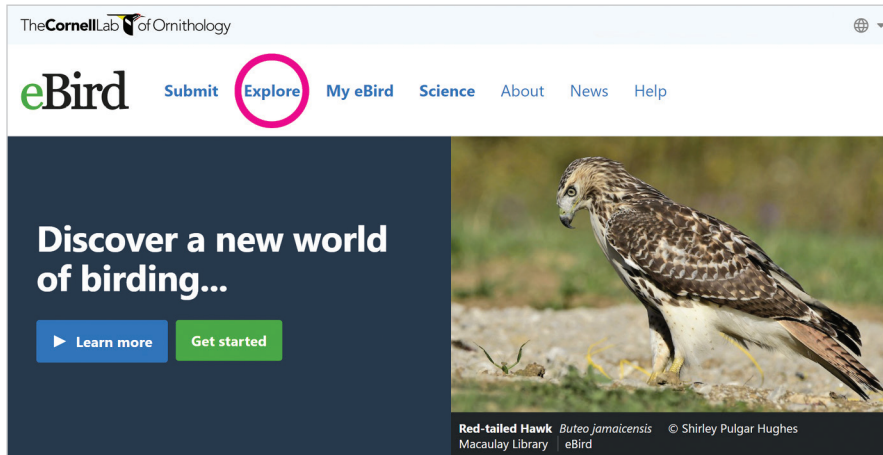 TheCornellLab of Ornithology
eBird Submit Explore My eBird Science About News Help
Discover a new world
of birding...
Learn more Get started
Red-tailed Hawk Buteo jamaicensis © Shirley Pulgar Hughes
Macaulay Library eBird